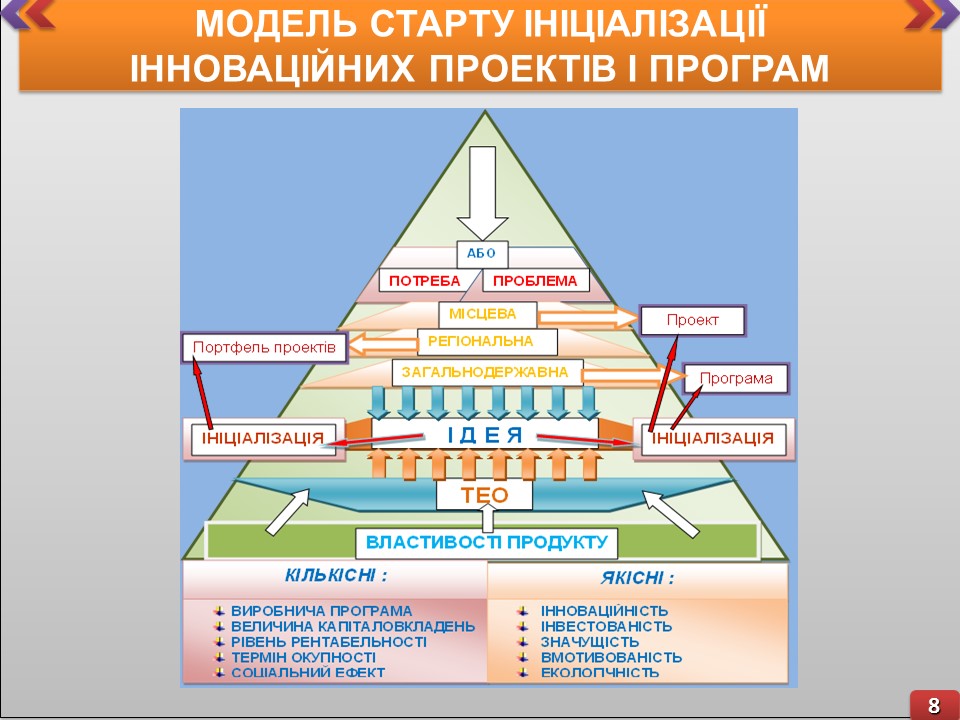 МОДЕЛЬ СТАРТУ ІНІЦІАЛІЗАЦІЇ
ІННОВАЦІЙНИХ ПРОЕКТІВ І ПРОГРАМ
АБО
ПОТРЕБА
ПРОБЛЕМА
МІСЦЕВА
Проект
РЕГІОНАЛЬНА
Портфель проектів
ЗАГАЛЬНОДЕРЖАВНА
Програма
ІНІЦІАЛІЗАЦІЯ
І Д Е Я
ІНІЦІАЛІЗАЦІЯ
ТЕО
ВЛАСТИВОСТІ ПРОДУКТУ
КІЛЬКІСНІ :
ВИРОБНИЧА ПРОГРАМА
ВЕЛИЧИНА КАПІТАЛОВКЛАДЕНЬ
РІВЕНЬ РЕНТАБЕЛЬНОСТІ
ТЕРМІН ОКУПНОСТІ
СОЦІАЛЬНИЙ ЕФЕКТ
ЯКІСНІ :
ІННОВАЦІЙНІСТЬ
ІНВЕСТОВАНІСТЬ
ЗНАЧУЩІСТЬ
ВМОТИВОВАНІСТЬ
ЕКОЛОГІЧНІСТЬ
8